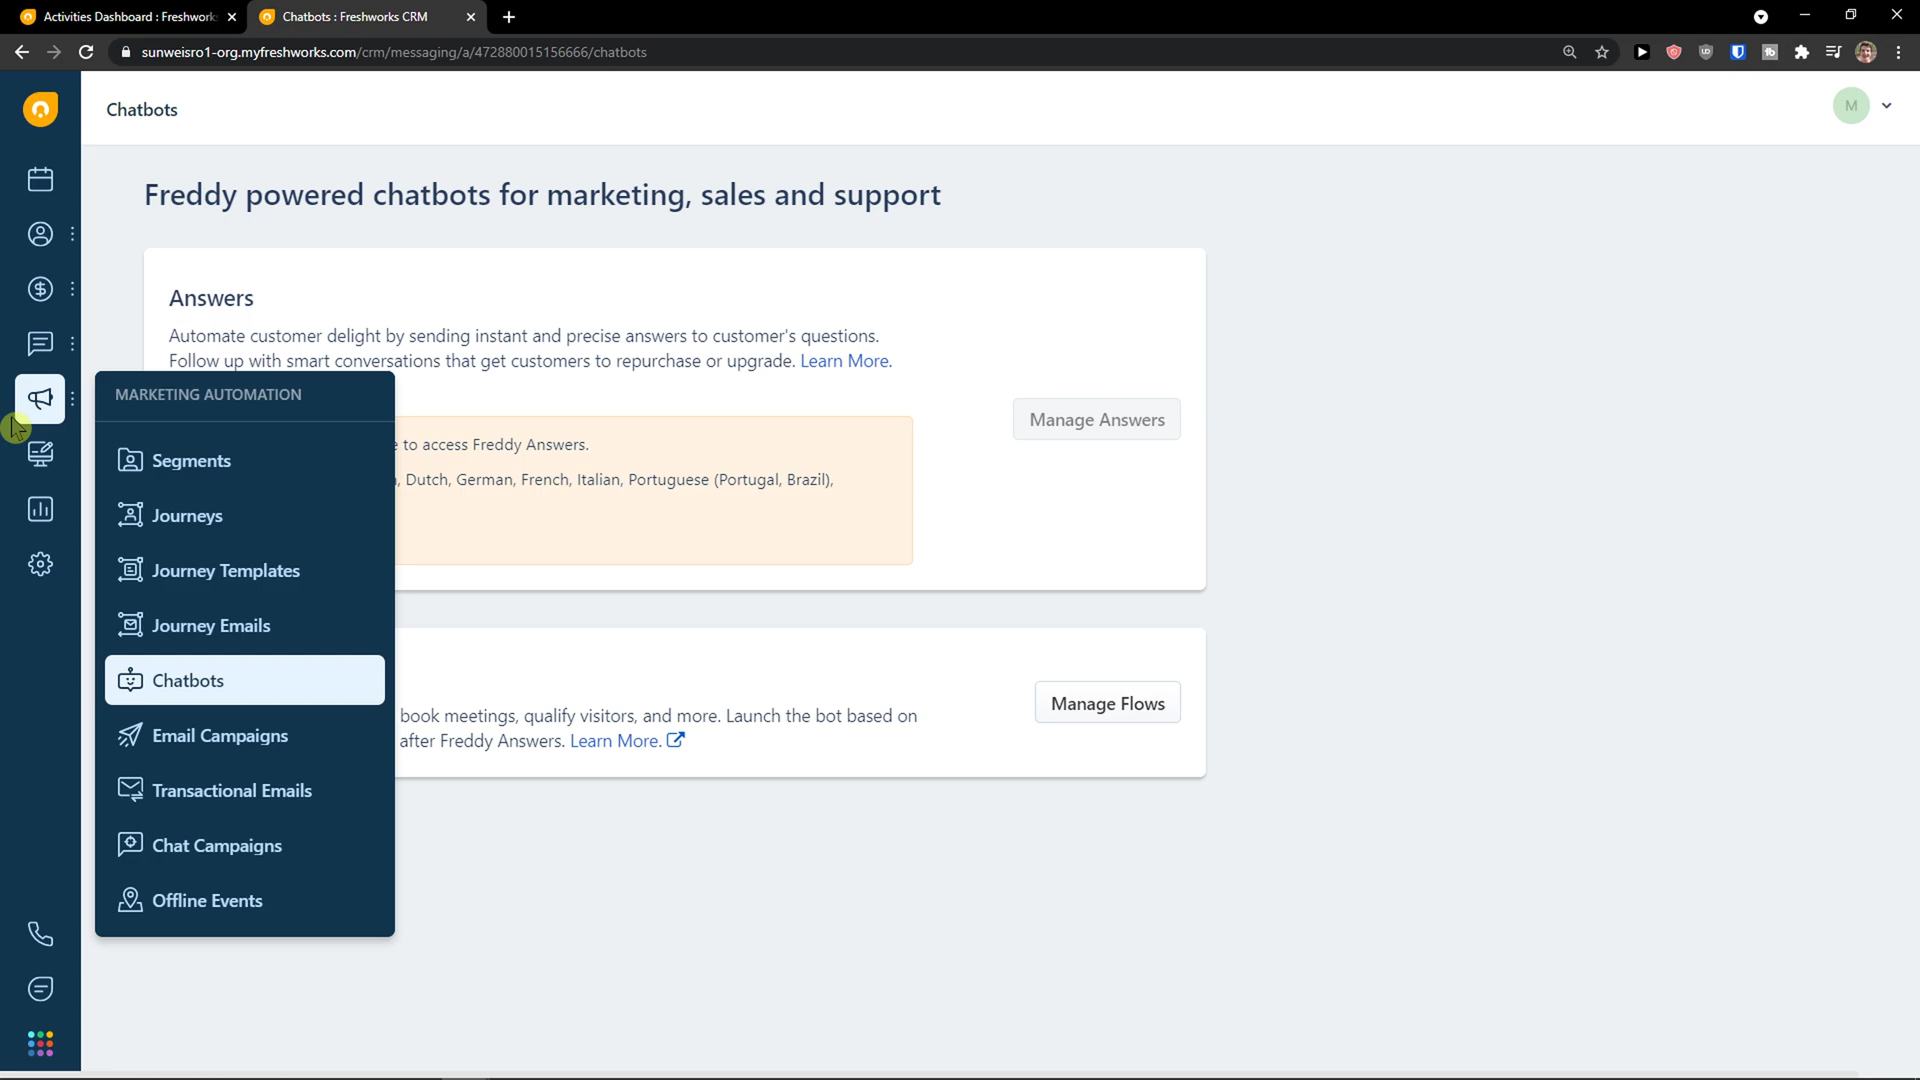 Activities Dashboard : Freshwork
Chatbots : Freshworks CRM
sunweisro1-org.myfreshworks.com/crm/messaging/a/472880015156666/chatbots
Chatbots
M
Freddy powered chatbots for marketing, sales and support
Answers
Automate customer delight by sending instant and precise answers to customer's questions.
Follow up with smart conversations that get customers to repurchase or upgrade. Learn More.
MARKETING AUTOMATION
Manage Answers
to access Freddy Answers.
Segments
, Dutch, German, French, Italian, Portuguese (Portugal, Brazil),
Journeys
Journey Templates
Journey Emails
Chatbots
Manage Flows
book meetings, qualify visitors, and more. Launch the bot based on
Email Campaigns
after Freddy Answers. Learn More.
Transactional Emails
Chat Campaigns
Offline Events